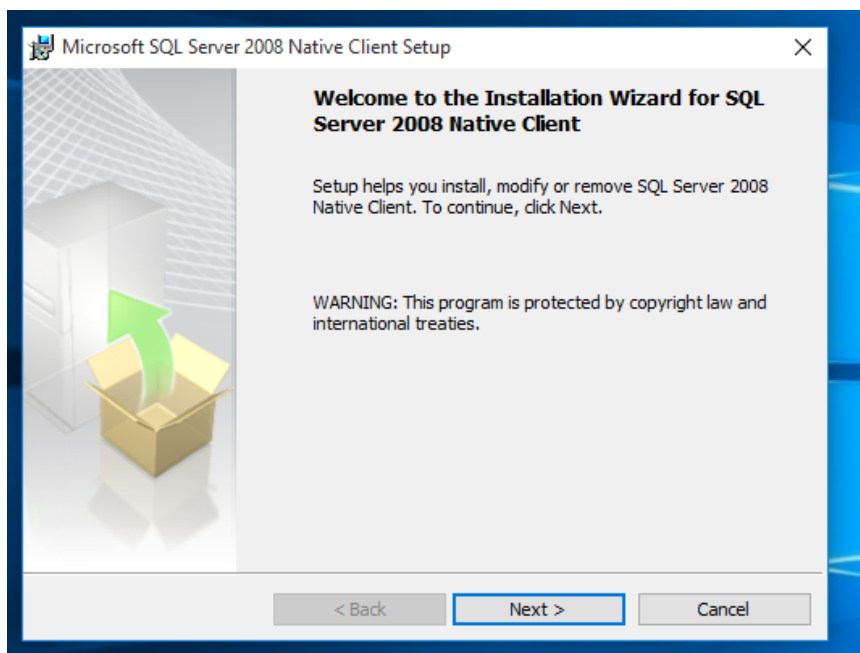 Microsoft SQL Server 2008 Native Client Setup
Welcome to the Installation Wizard for SQL
Server 2008 Native Client
Setup helps you install, modify or remove SQL Server 2008
Native Client. To continue, click Next.
WARNING: This program is protected by copyright law and
international treaties.
< Back
Next >
Cancel